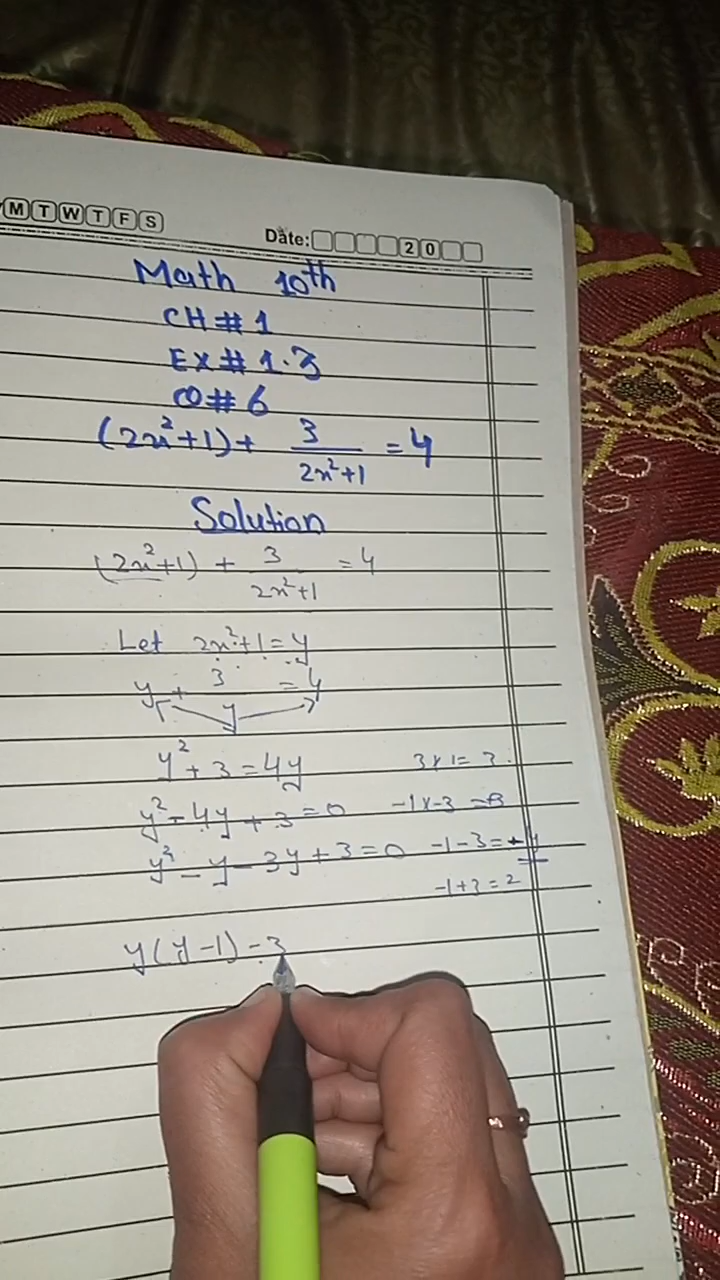 M T W T F S
Date: 2 0
Math 10th
CH # 1
EX # 1.3
Q # 6
(2x²+1) + 3/(2x²+1) = 4
Solution
(2x²+1) + 3/(2x²+1) = 4
Let 2x²+1 = y
y + 3/y = 4
y² + 3 = 4y 3 x 1 = 3
y² - 4y + 3 = 0 -1 x -3 = 3
y² - y - 3y + 3 = 0 -1 - 3 = -4
-1 + 3 = 2
y(y - 1) - 3